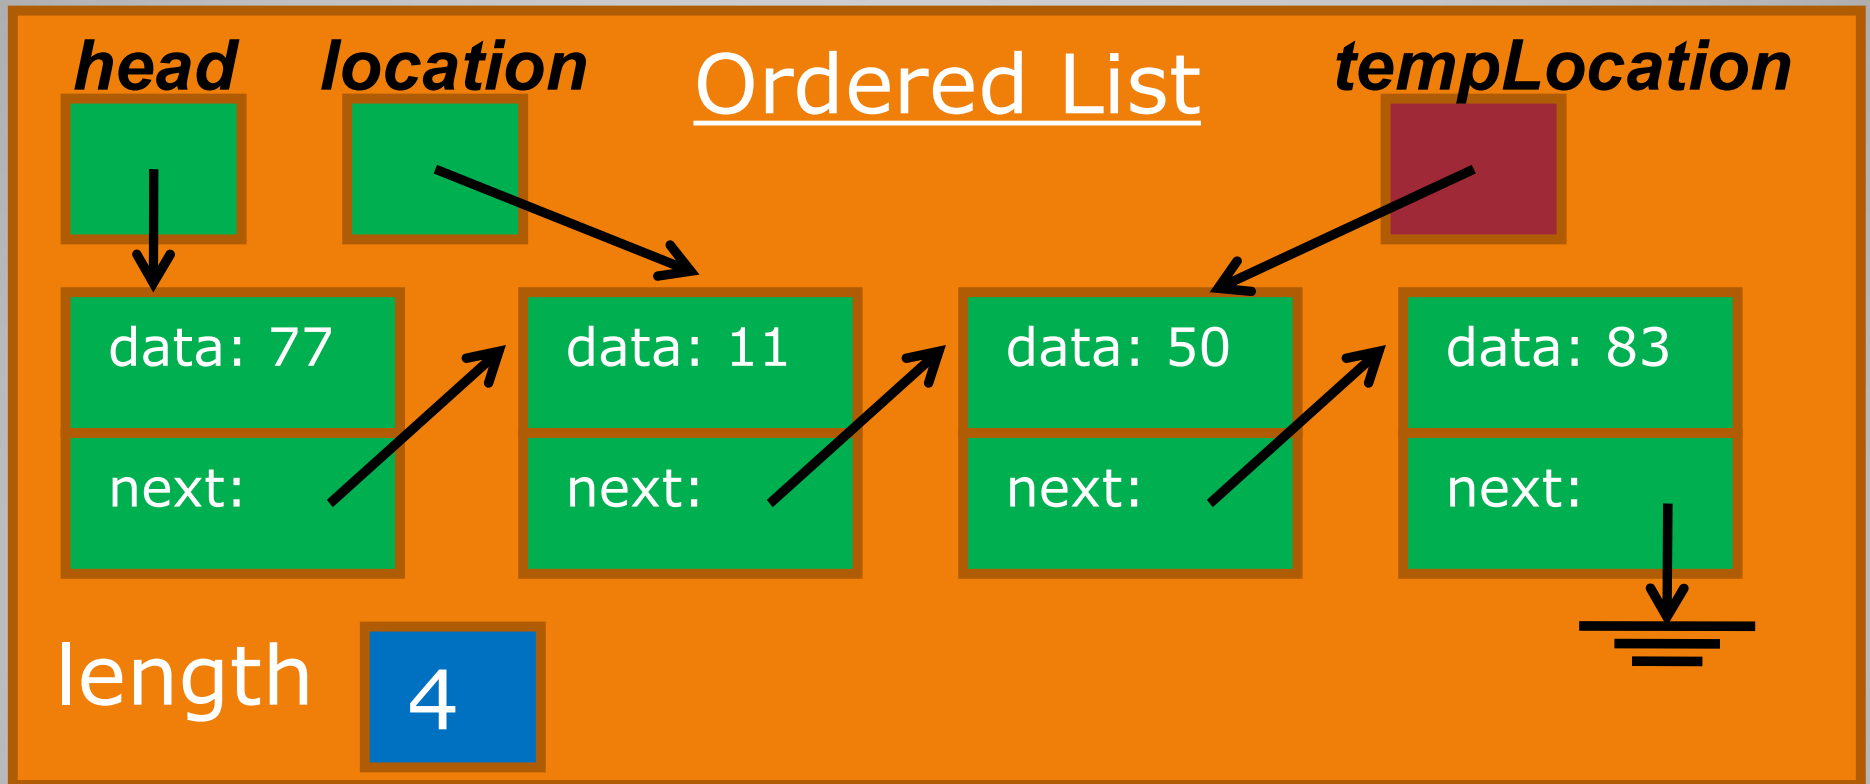 head location Ordered List tempLocation
data: 77 data: 11 data: 50 data: 83
next: next: next: next:
length 4